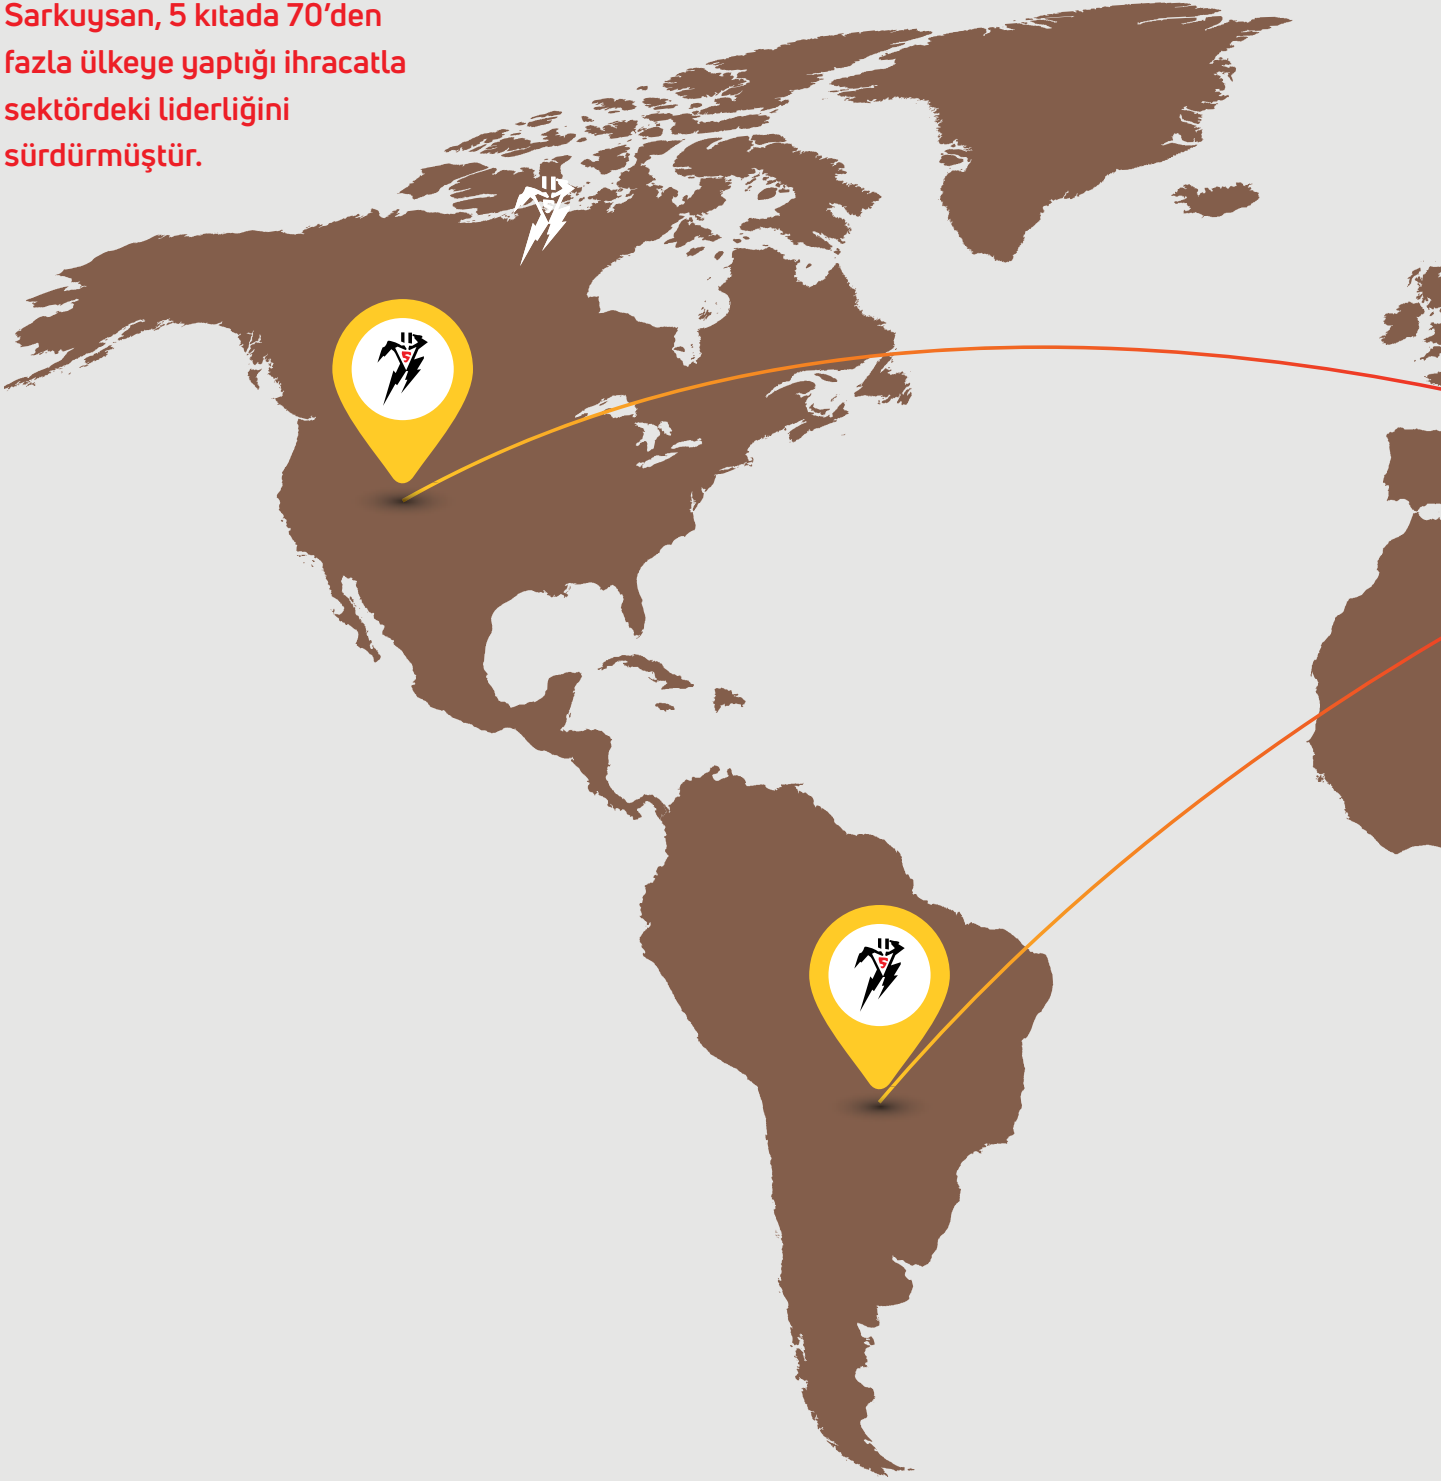 Sarkuysan, 5 kıtada 70’den
fazla ülkeye yaptığı ihracatla
sektördeki liderliğini
sürdürmüştür.